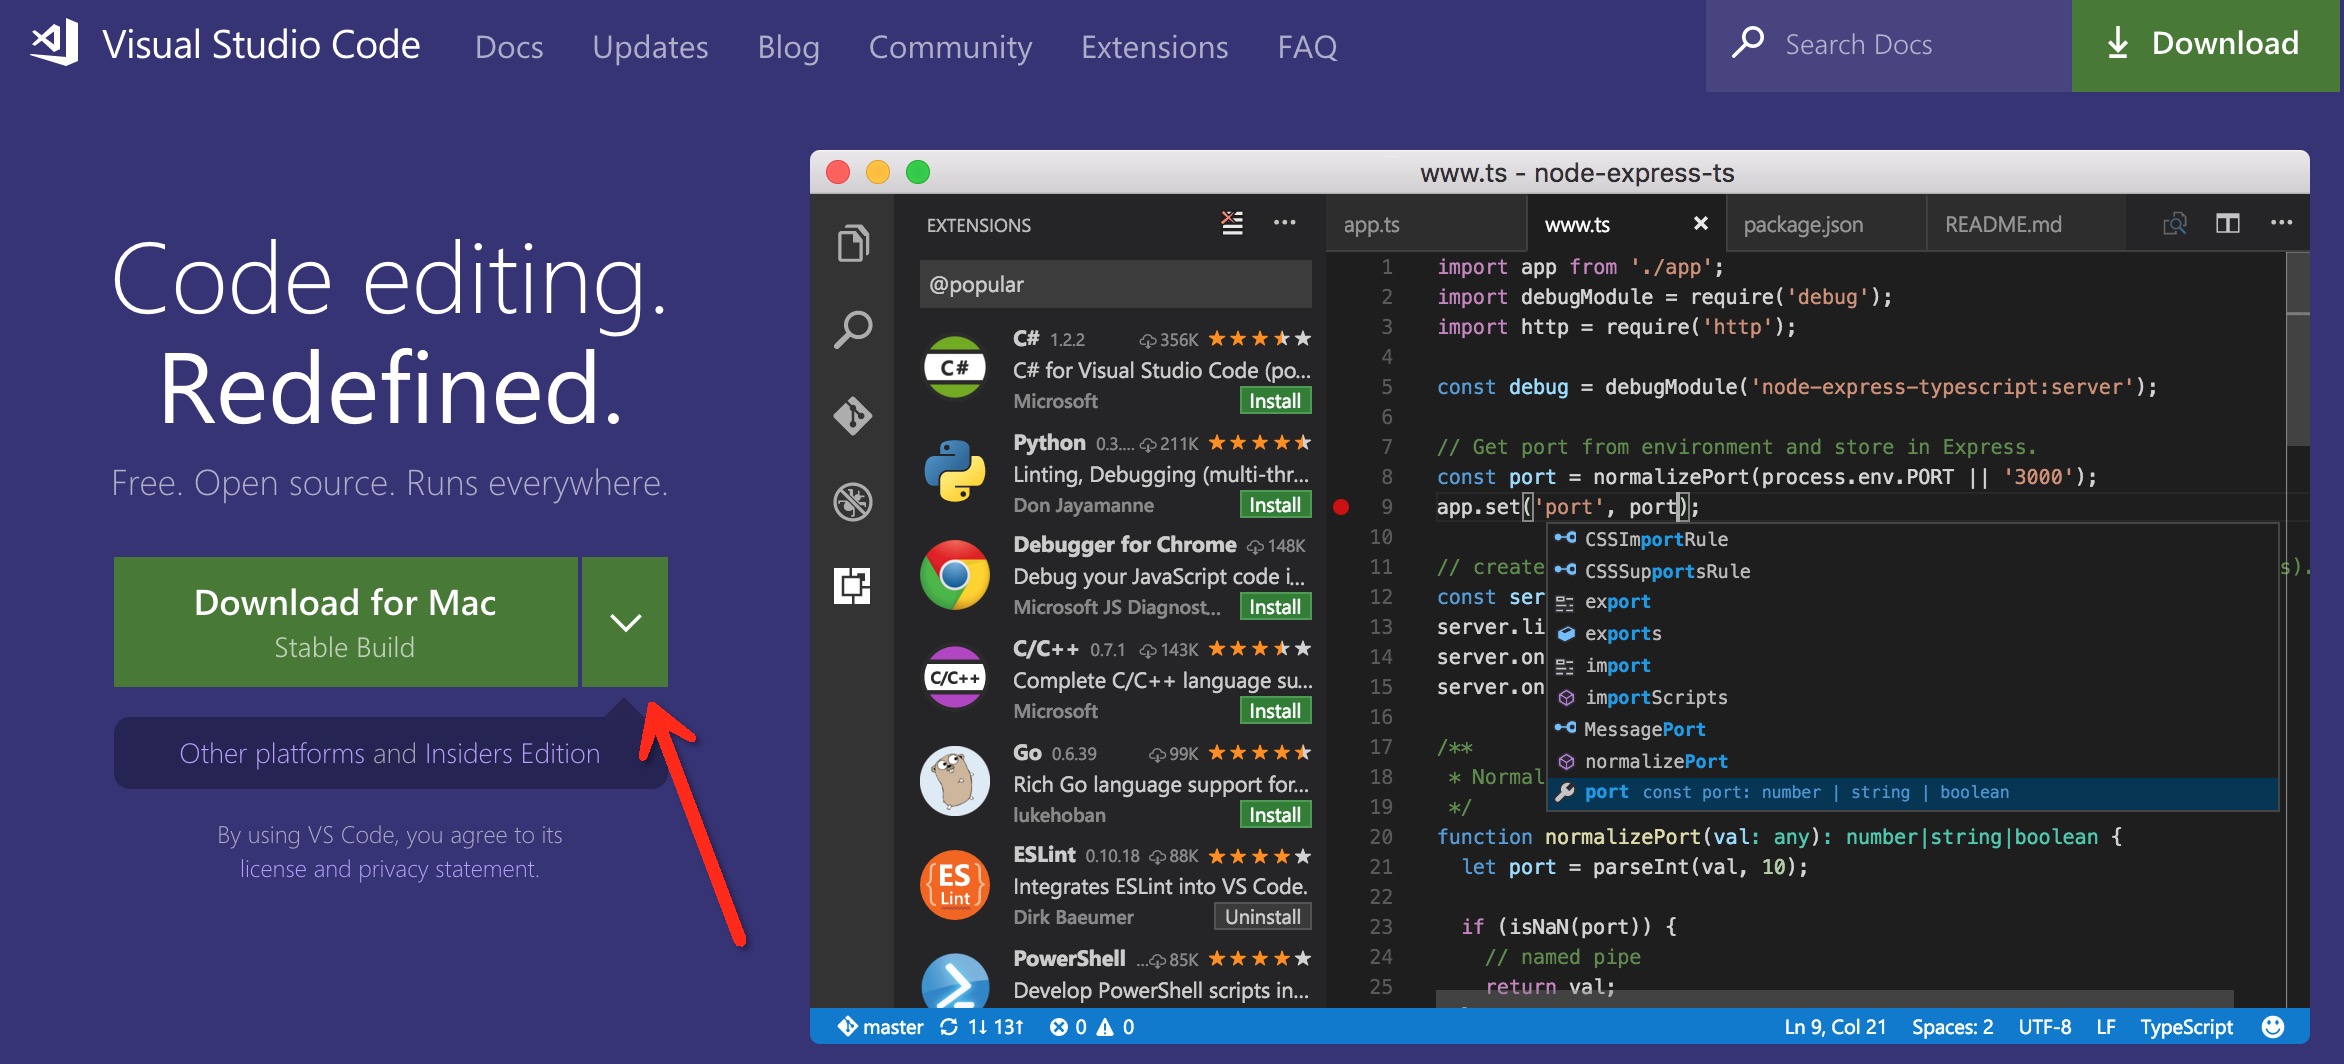 Visual Studio Code Docs Updates Blog Community Extensions FAQ Search Docs Download
Code editing.
Redefined.
Free. Open source. Runs everywhere.
Download for Mac
Stable Build
Other platforms and Insiders Edition
By using VS Code, you agree to its
license and privacy statement.
www.ts - node-express-ts
EXTENSIONS
@popular
C# 1.2.2 356K
C# for Visual Studio Code (po...
Microsoft Install
Python 0.3.... 211K
Linting, Debugging (multi-thr...
Don Jayamanne Install
Debugger for Chrome 148K
Debug your JavaScript code i...
Microsoft JS Diagnost... Install
C/C++ 0.7.1 143K
Complete C/C++ language su...
Microsoft Install
Go 0.6.39 99K
Rich Go language support for...
lukehoban Install
ESLint 0.10.18 88K
Integrates ESLint into VS Code.
Dirk Baeumer Uninstall
PowerShell ... 85K
Develop PowerShell scripts in...
C#
C/C++
ES
Lint
app.ts www.ts package.json README.md
1 import app from './app';
2 import debugModule = require('debug');
3 import http = require('http');
4
5 const debug = debugModule('node-express-typescript:server');
6
7 // Get port from environment and store in Express.
8 const port = normalizePort(process.env.PORT || '3000');
9 app.set('port', port);
10
11 // create s).
12 const ser
13 server.li
14 server.on
15 server.on
16
17 /**
18 * Normal
19 */
20 function normalizePort(val: any): number|string|boolean {
21 let port = parseInt(val, 10);
22
23 if (isNaN(port)) {
24 // named pipe
25 return val;
CSSImportRule
CSSSupportsRule
export
exports
import
importScripts
MessagePort
normalizePort
port const port: number | string | boolean
master 1↓ 13↑ 0 0 Ln 9, Col 21 Spaces: 2 UTF-8 LF TypeScript